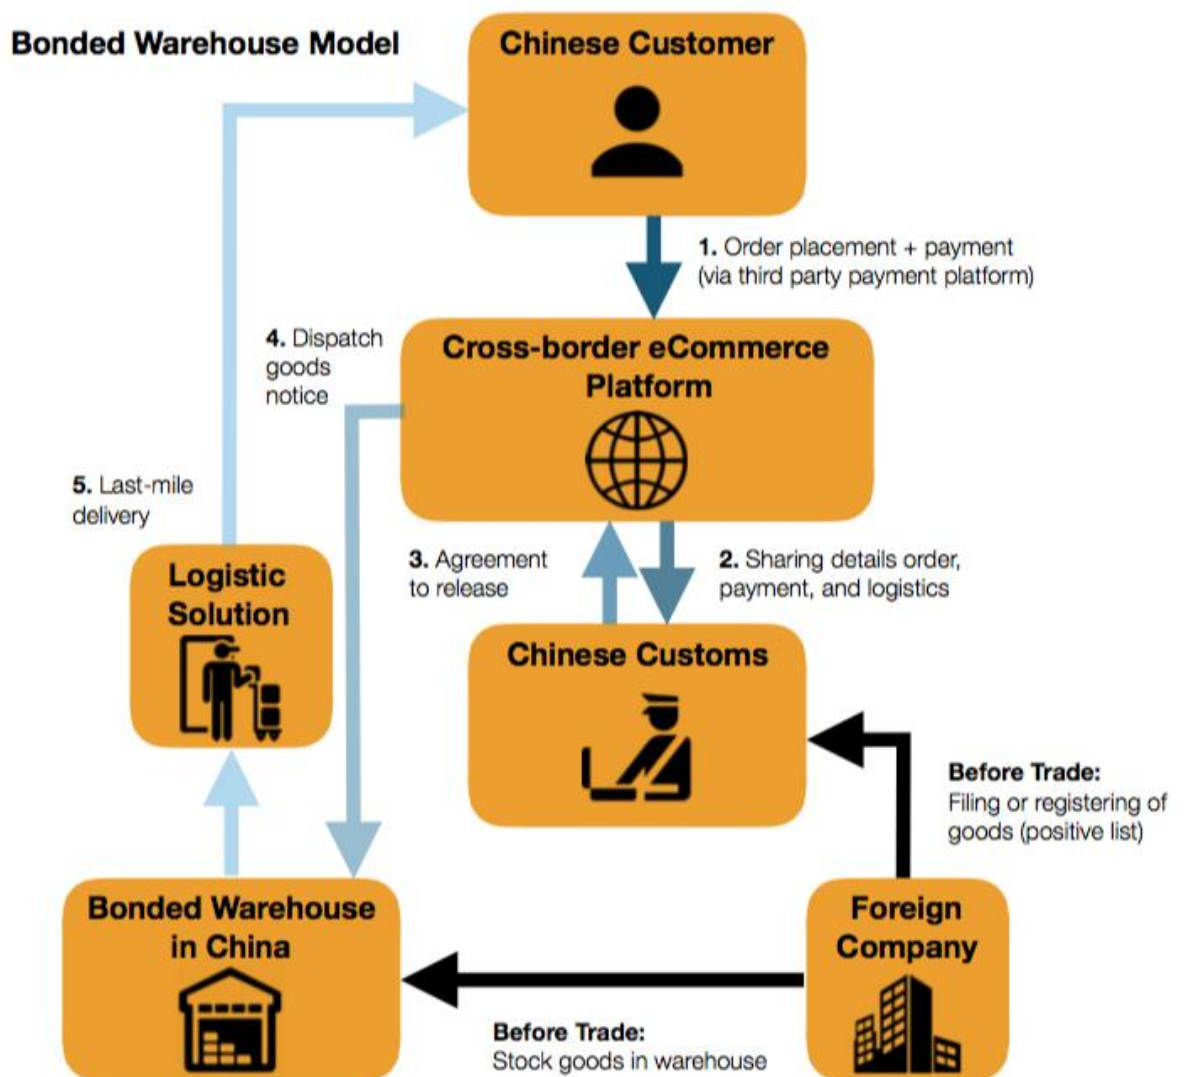 Bonded Warehouse Model
Chinese Customer
1. Order placement + payment
(via third party payment platform)
4. Dispatch
goods
notice
Cross-border eCommerce
Platform
5. Last-mile
delivery
3. Agreement
to release
2. Sharing details order,
payment, and logistics
Logistic
Solution
Chinese Customs
Before Trade:
Filing or registering of
goods (positive list)
Bonded Warehouse
in China
Foreign
Company
Before Trade:
Stock goods in warehouse